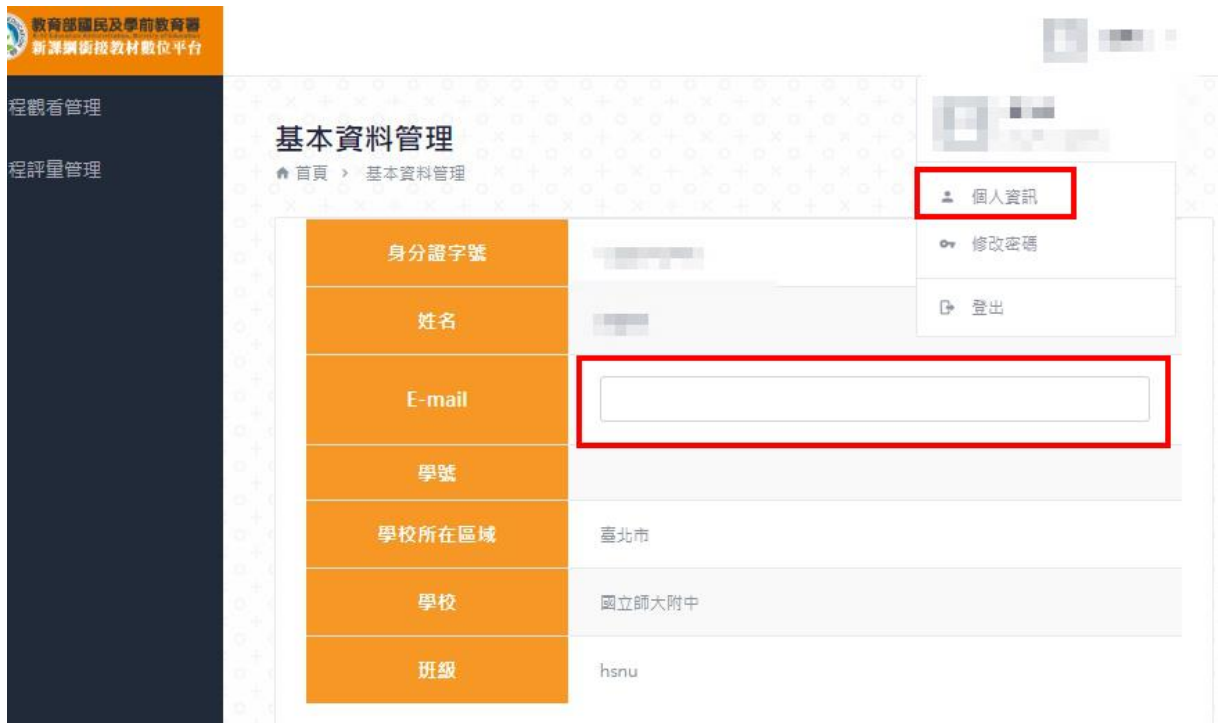 教育部國民及學前教育署
新課綱銜接教材數位平台
程觀看管理
程評量管理
基本資料管理
首頁 › 基本資料管理
個人資訊
修改密碼
登出
身分證字號
姓名
E-mail
學號
學校所在區域 臺北市
學校 國立師大附中
班級 hsnu